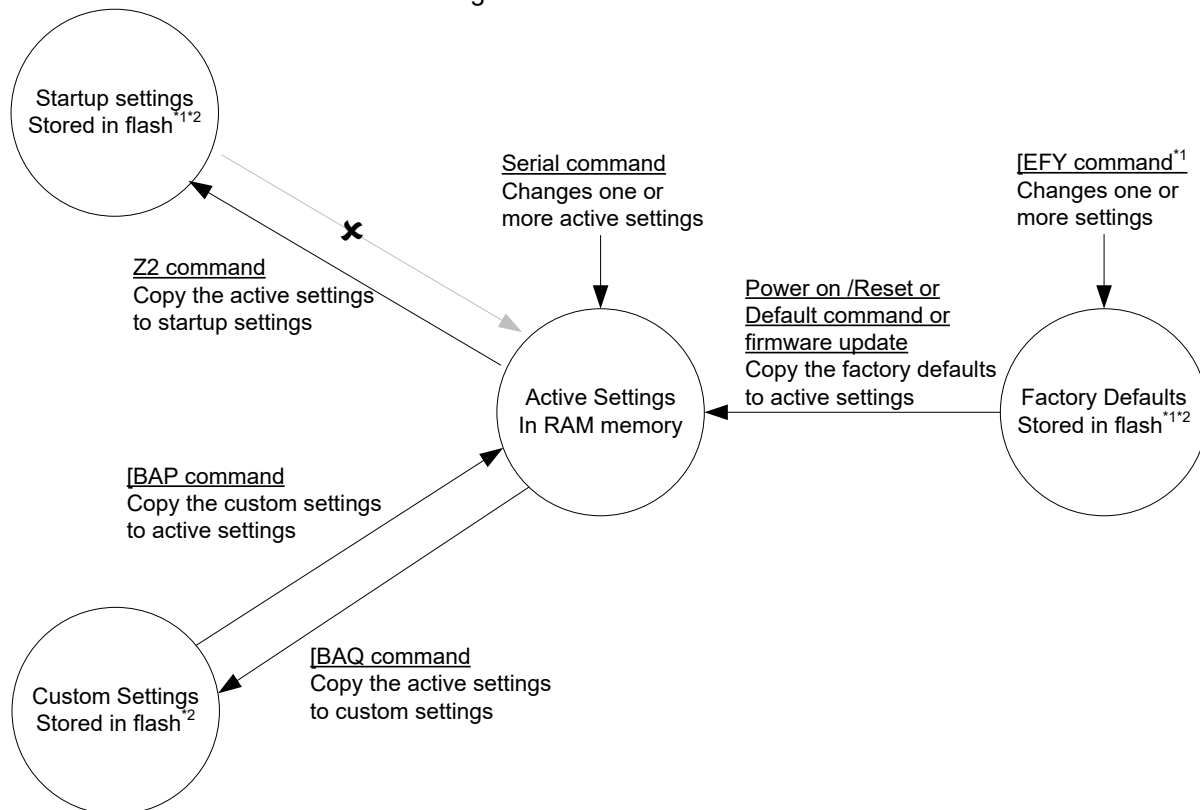 Startup settings
Stored in flash*1*2
Serial command
Changes one or
more active settings
[EFY command*1
Changes one or
more settings
Z2 command
Copy the active settings
to startup settings
Power on /Reset or
Default command or
firmware update
Copy the factory defaults
to active settings
Active Settings
In RAM memory
Factory Defaults
Stored in flash*1*2
[BAP command
Copy the custom settings
to active settings
[BAQ command
Copy the active settings
to custom settings
Custom Settings
Stored in flash*2